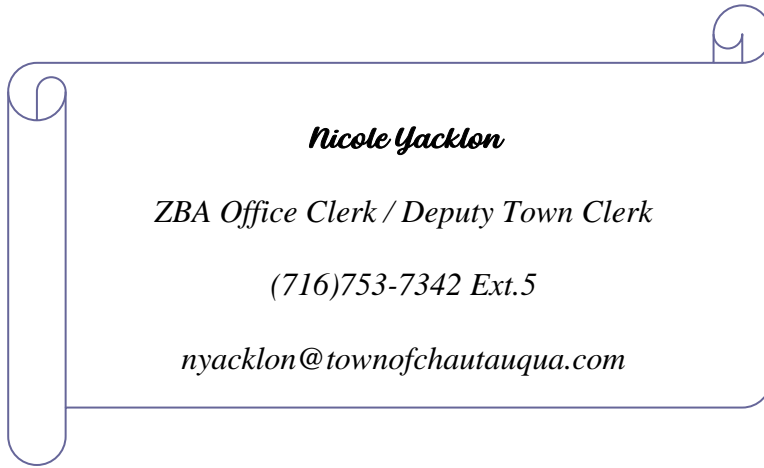 Nicole Yacklon
ZBA Office Clerk / Deputy Town Clerk
(716)753-7342 Ext.5
nyacklon@townofchautauqua.com